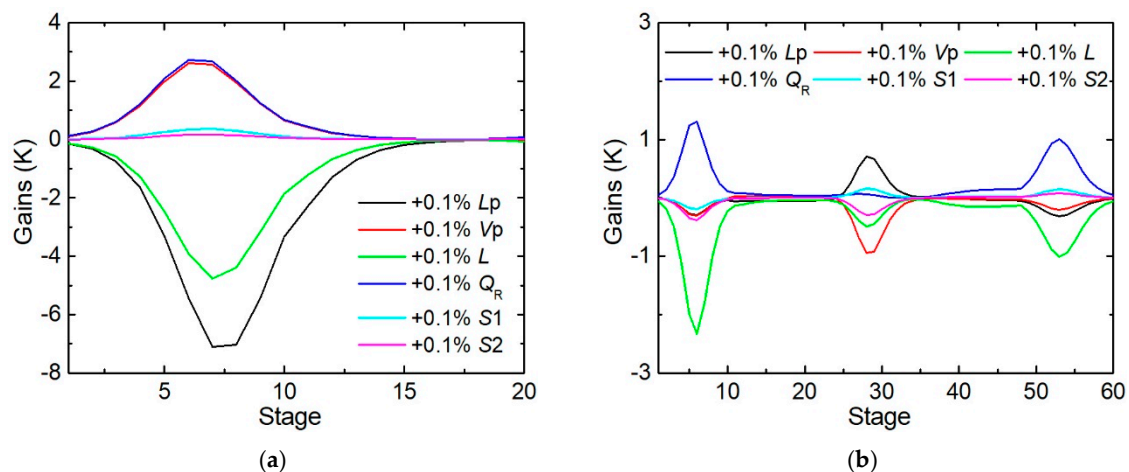 4
2
0
-2
-4
-6
-8
Gains (K)
+0.1% Lp
+0.1% Vp
+0.1% L
+0.1% QR
+0.1% S1
+0.1% S2
5 10 15 20
Stage
(a)
3
1
-1
-3
Gains (K)
+0.1% Lp +0.1% Vp +0.1% L
+0.1% QR +0.1% S1 +0.1% S2
10 20 30 40 50 60
Stage
(b)